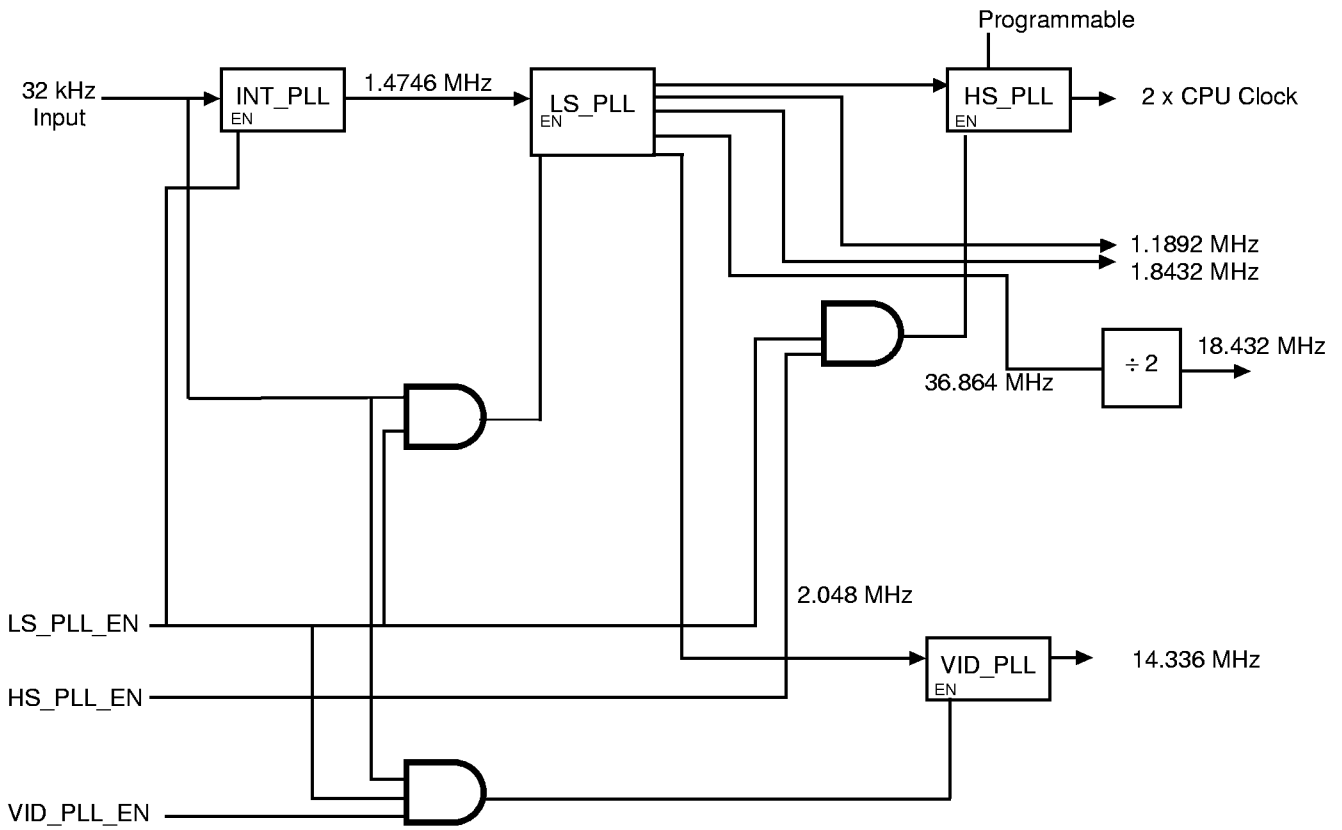 Programmable
32 kHz
Input
INT_PLL
EN
1.4746 MHz
LS_PLL
EN
HS_PLL
EN
2 x CPU Clock
1.1892 MHz
1.8432 MHz
18.432 MHz
÷ 2
36.864 MHz
2.048 MHz
LS_PLL_EN
VID_PLL
EN
14.336 MHz
HS_PLL_EN
VID_PLL_EN